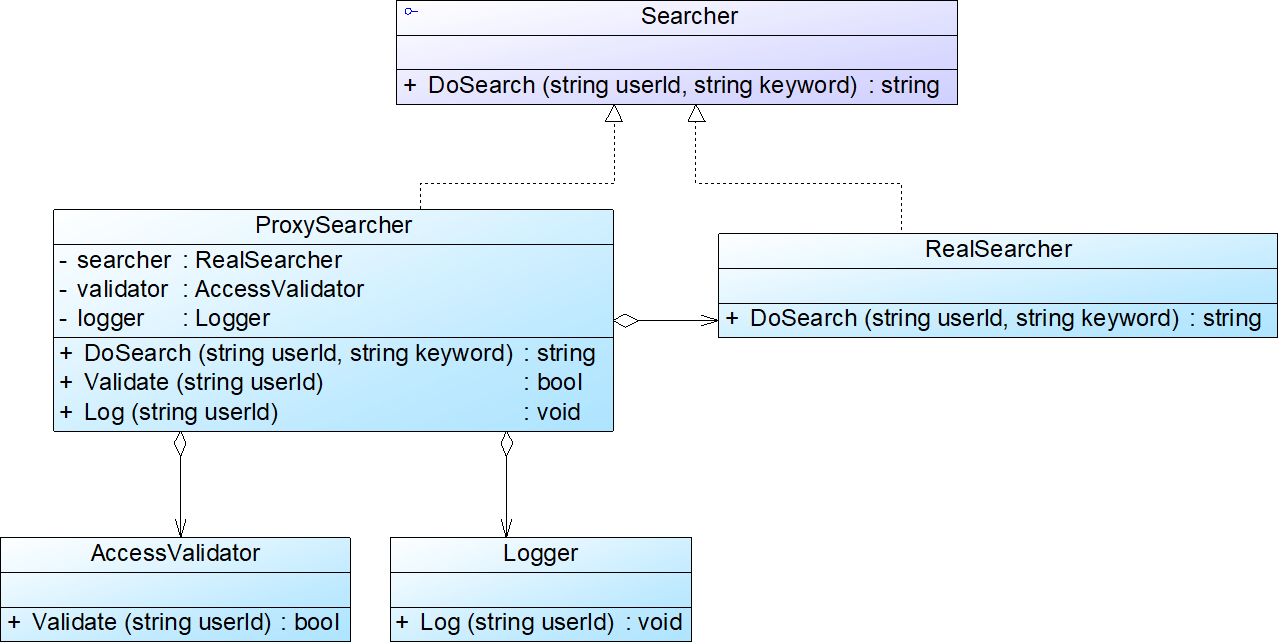 Searcher
+ DoSearch (string userId, string keyword) : string
ProxySearcher
- searcher : RealSearcher
- validator : AccessValidator
- logger : Logger
+ DoSearch (string userId, string keyword) : string
+ Validate (string userId) : bool
+ Log (string userId) : void
RealSearcher
+ DoSearch (string userId, string keyword) : string
AccessValidator
+ Validate (string userId) : bool
Logger
+ Log (string userId) : void